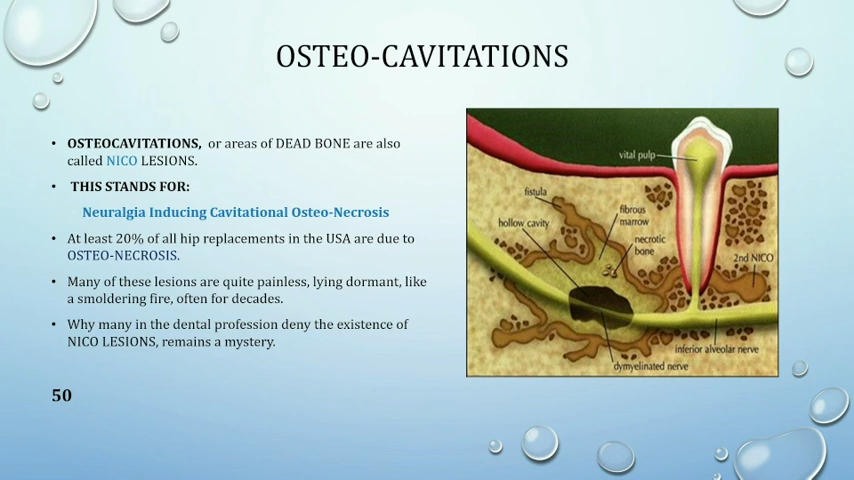 OSTEO-CAVITATIONS
• OSTEOCAVITATIONS, or areas of DEAD BONE are also
called NICO LESIONS.
• THIS STANDS FOR:
Neuralgia Inducing Cavitational Osteo-Necrosis
• At least 20% of all hip replacements in the USA are due to
OSTEO-NECROSIS.
• Many of these lesions are quite painless, lying dormant, like
a smoldering fire, often for decades.
• Why many in the dental profession deny the existence of
NICO LESIONS, remains a mystery.
50
vital pulp
fistula
hollow cavity
fibrous
marrow
necrotic
bone
2nd NICO
inferior alveolar nerve
dymyelinated nerve